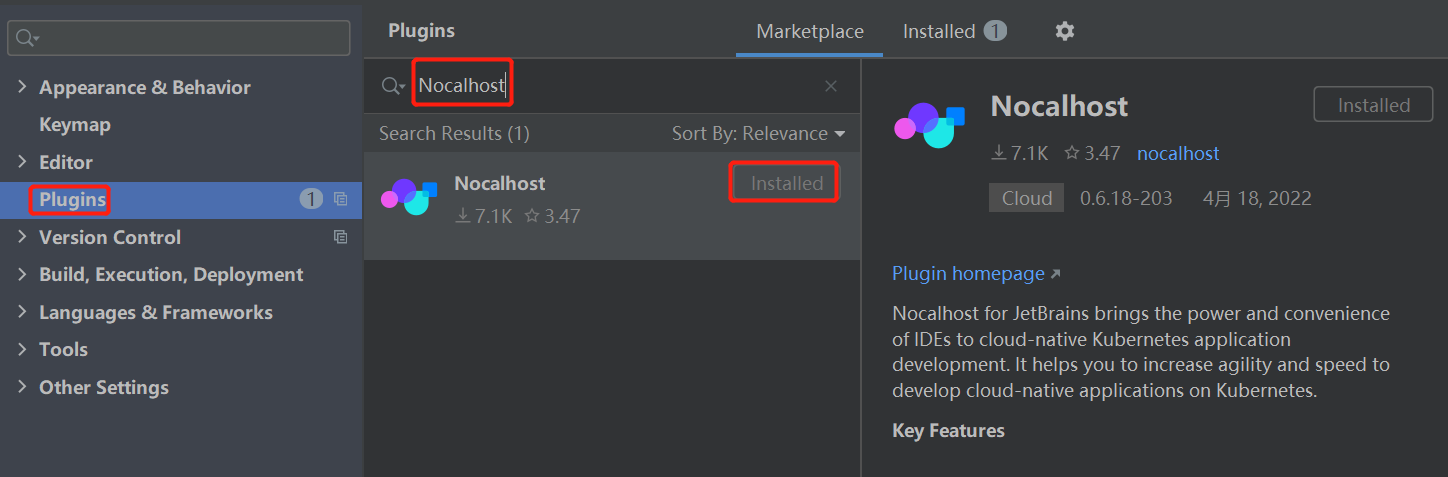 Appearance & Behavior
Keymap
Editor
Plugins 1
Version Control
Build, Execution, Deployment
Languages & Frameworks
Tools
Other Settings
Plugins
Marketplace
Installed 1
Nocalhost
Search Results (1)
Sort By: Relevance
Nocalhost
Installed
7.1K 3.47
Nocalhost
Installed
7.1K 3.47 nocalhost
Cloud 0.6.18-203 4月 18, 2022
Plugin homepage
Nocalhost for JetBrains brings the power and convenience
of IDEs to cloud-native Kubernetes application
development. It helps you to increase agility and speed to
develop cloud-native applications on Kubernetes.
Key Features